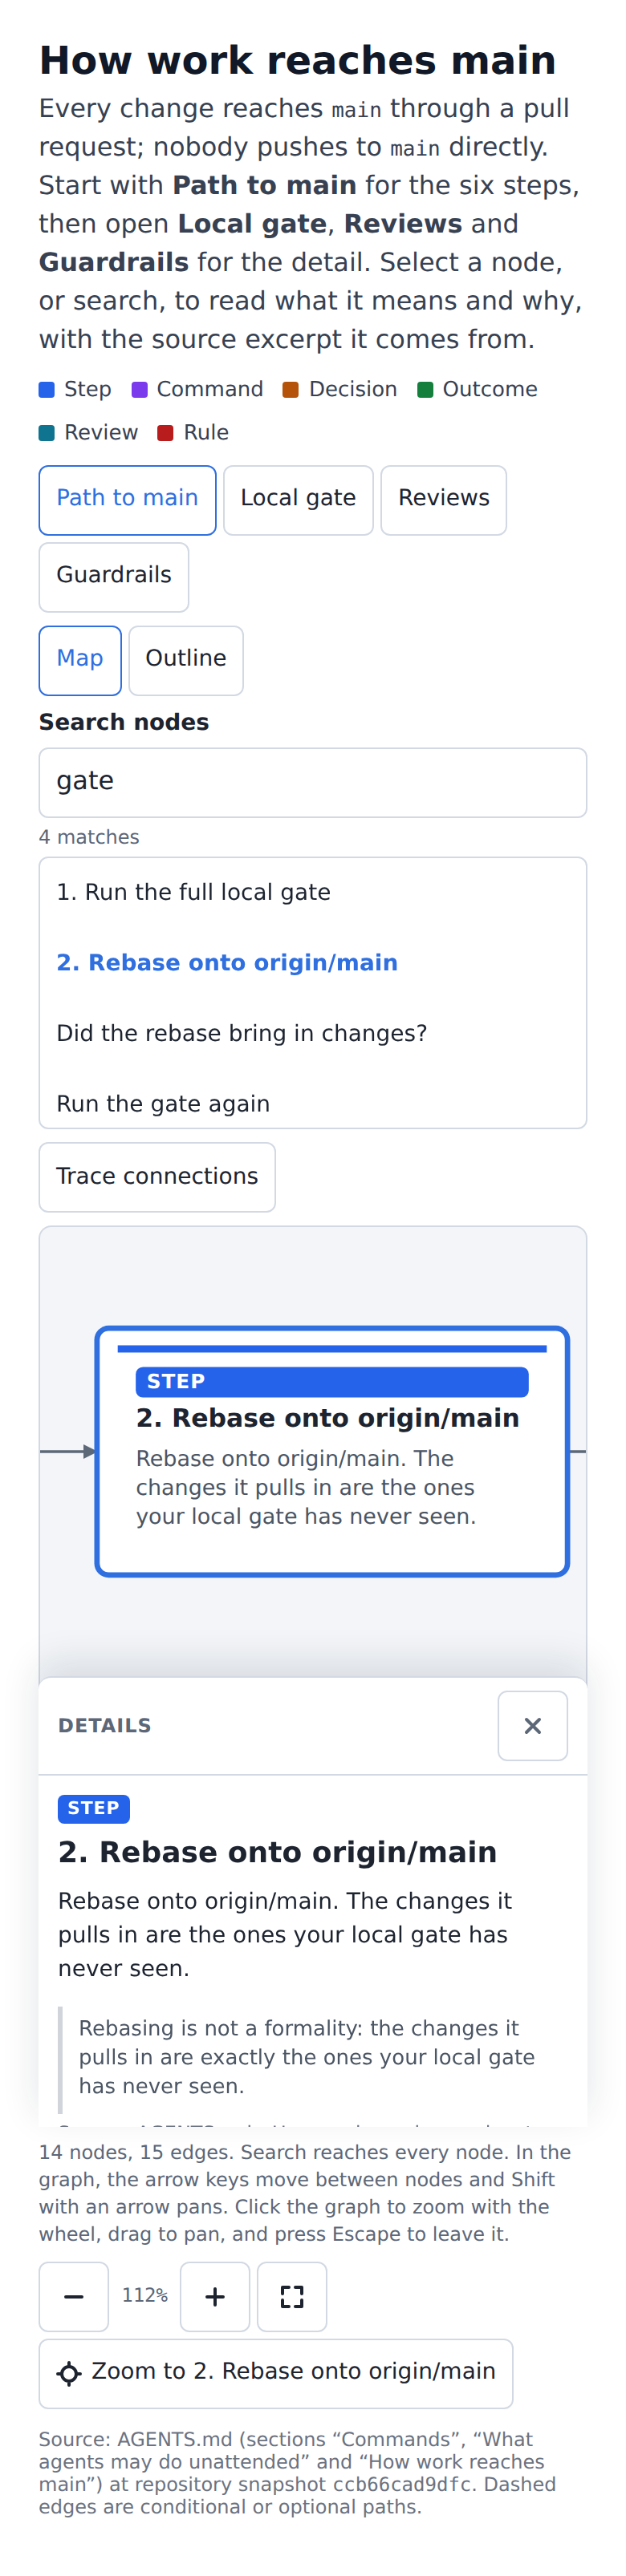 How work reaches main
Every change reaches main through a pull
request; nobody pushes to main directly.
Start with Path to main for the six steps,
then open Local gate, Reviews and
Guardrails for the detail. Select a node,
or search, to read what it means and why,
with the source excerpt it comes from.
Step Command Decision Outcome
Review Rule
Path to main Local gate Reviews
Guardrails
Map Outline
Search nodes
gate
4 matches
1. Run the full local gate
2. Rebase onto origin/main
Did the rebase bring in changes?
Run the gate again
Trace connections
STEP
2. Rebase onto origin/main
Rebase onto origin/main. The
changes it pulls in are the ones
your local gate has never seen.
DETAILS
STEP
2. Rebase onto origin/main
Rebase onto origin/main. The changes it
pulls in are the ones your local gate has
never seen.
Rebasing is not a formality: the changes it
pulls in are exactly the ones your local gate
has never seen.
14 nodes, 15 edges. Search reaches every node. In the
graph, the arrow keys move between nodes and Shift
with an arrow pans. Click the graph to zoom with the
wheel, drag to pan, and press Escape to leave it.
112%
Zoom to 2. Rebase onto origin/main
Source: AGENTS.md (sections “Commands”, “What
agents may do unattended” and “How work reaches
main”) at repository snapshot ccb66cad9dfc. Dashed
edges are conditional or optional paths.